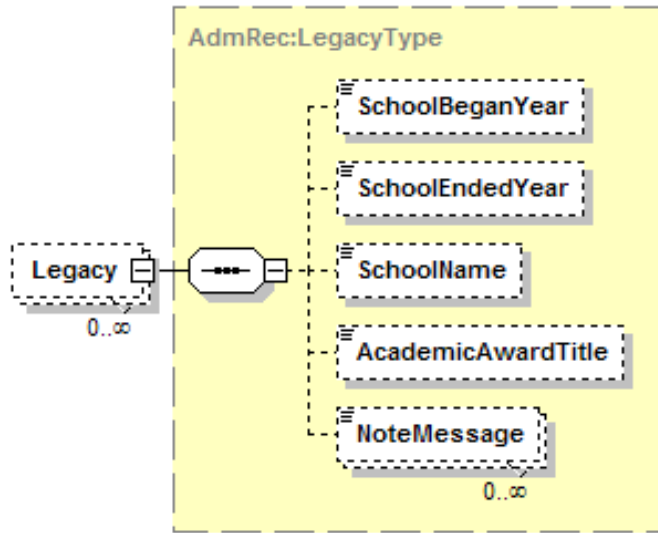 AdmRec:LegacyType
SchoolBeganYear
SchoolEndedYear
Legacy
0..∞
SchoolName
AcademicAwardTitle
NoteMessage
0..∞